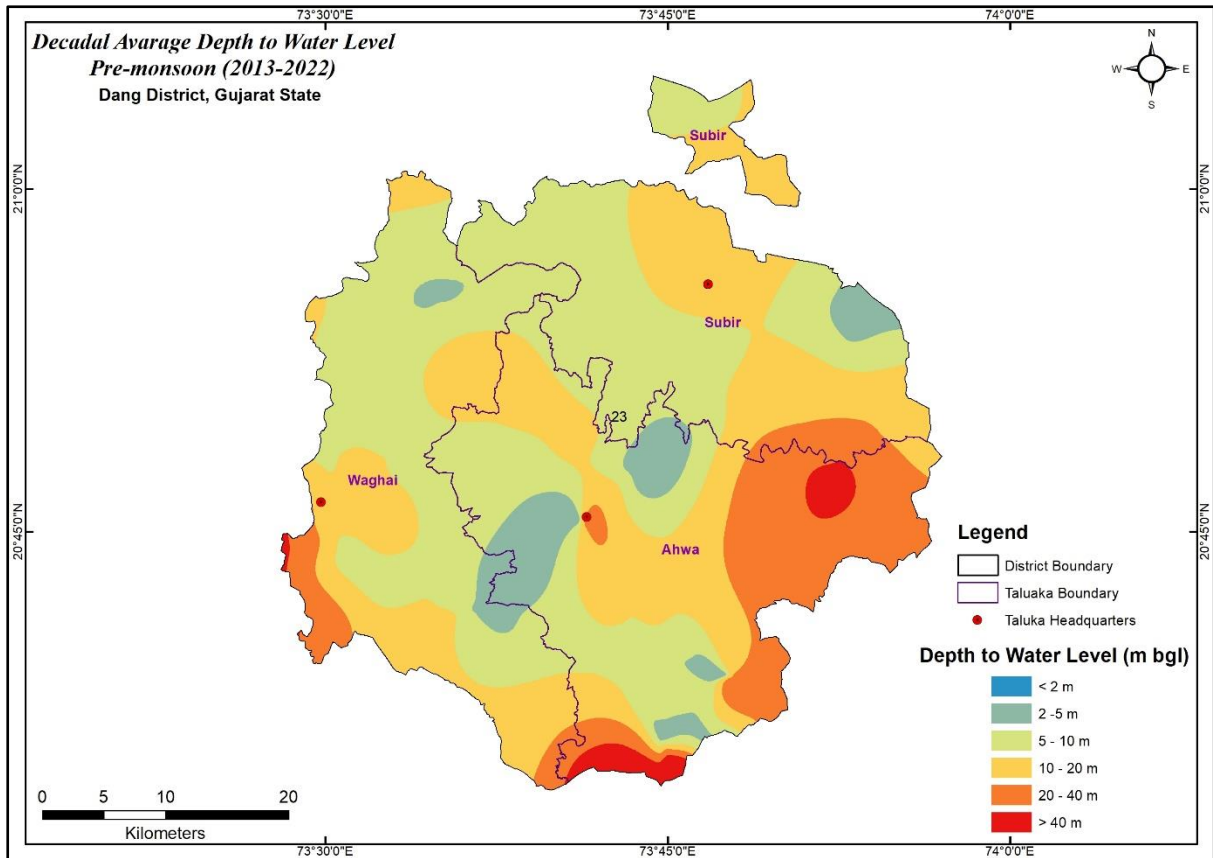 73°30'0"E
73°45'0"E
74°0'0"E
Decadal Avarage Depth to Water Level
Pre-monsoon (2013-2022)
Dang District, Gujarat State
N
W
E
S
Subir
21°0'0"N
21°0'0"N
Subir
23
Waghai
Ahwa
20°45'0"N
20°45'0"N
Legend
District Boundary
Taluaka Boundary
Taluka Headquarters
Depth to Water Level (m bgl)
< 2 m
2 -5 m
5 - 10 m
10 - 20 m
20 - 40 m
> 40 m
0 5 10 20
Kilometers
73°30'0"E
73°45'0"E
74°0'0"E